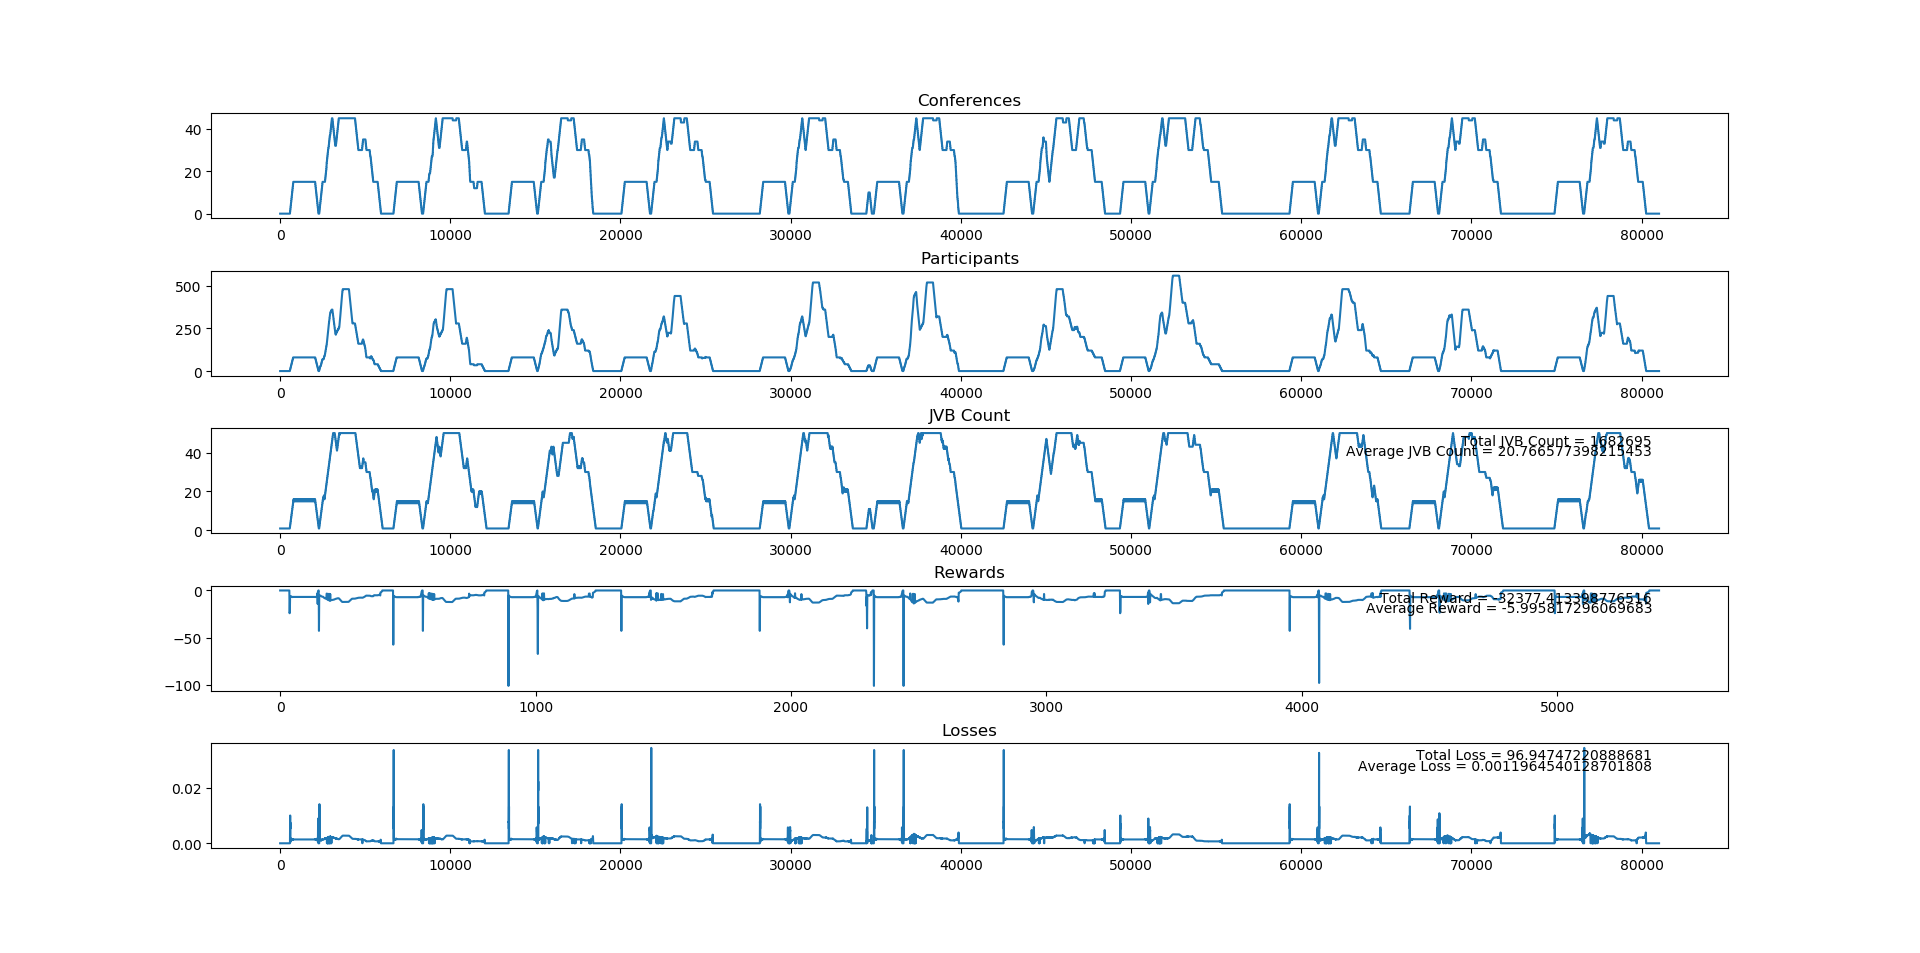 Conferences
40
20
0
0 10000 20000 30000 40000 50000 60000 70000 80000
Participants
500
250
0
0 10000 20000 30000 40000 50000 60000 70000 80000
JVB Count
Total JVB Count = 1682695
Average JVB Count = 20.766577398215453
40
20
0
0 10000 20000 30000 40000 50000 60000 70000 80000
Rewards
0
Total Reward = -32377.413398776516
Average Reward = -5.995817296069683
−50
−100
0 1000 2000 3000 4000 5000
Losses
Total Loss = 96.94747220888681
Average Loss = 0.0011964540128701808
0.02
0.00
0 10000 20000 30000 40000 50000 60000 70000 80000